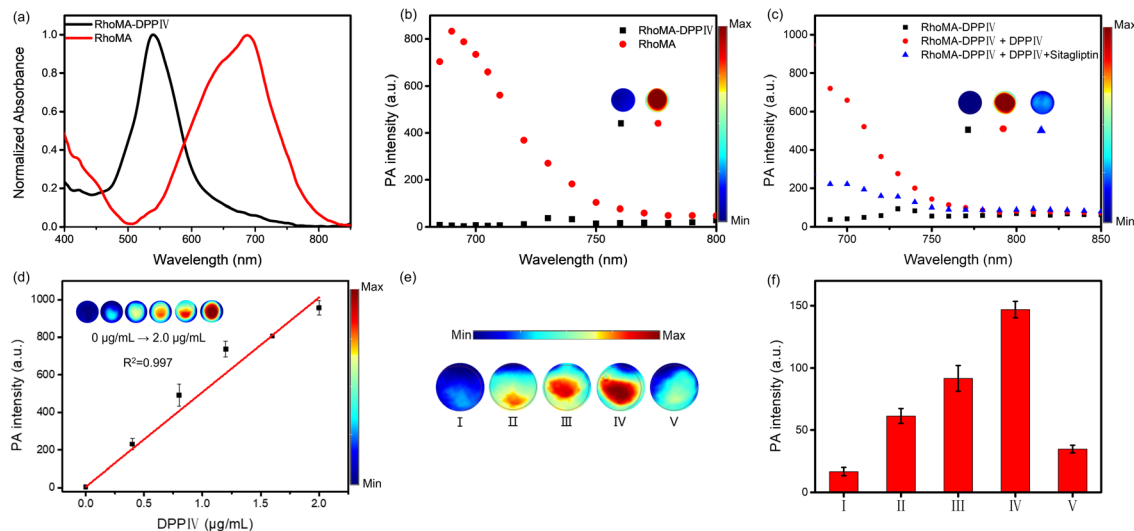 (a)
RhoMA-DPPⅣ
RhoMA
Normalized Absorbance
1.0
0.8
0.6
0.4
0.2
0.0
400 500 600 700 800
Wavelength (nm)
(b)
RhoMA-DPPⅣ
RhoMA
Max
Min
PA intensity (a.u.)
800
600
400
200
0
700 750 800
Wavelength (nm)
(c)
RhoMA-DPPⅣ
RhoMA-DPPⅣ + DPPⅣ
RhoMA-DPPⅣ + DPPⅣ+Sitagliptin
Max
Min
PA intensity (a.u.)
1000
800
600
400
200
0
700 750 800 850
Wavelength (nm)
(d)
0 μg/mL → 2.0 μg/mL
R²=0.997
Max
Min
PA intensity (a.u.)
1000
800
600
400
200
0
0.0 0.5 1.0 1.5 2.0
DPPⅣ (μg/mL)
(e)
Min Max
Ⅰ Ⅱ Ⅲ Ⅳ Ⅴ
(f)
PA intensity (a.u.)
150
100
50
0
Ⅰ Ⅱ Ⅲ Ⅳ Ⅴ